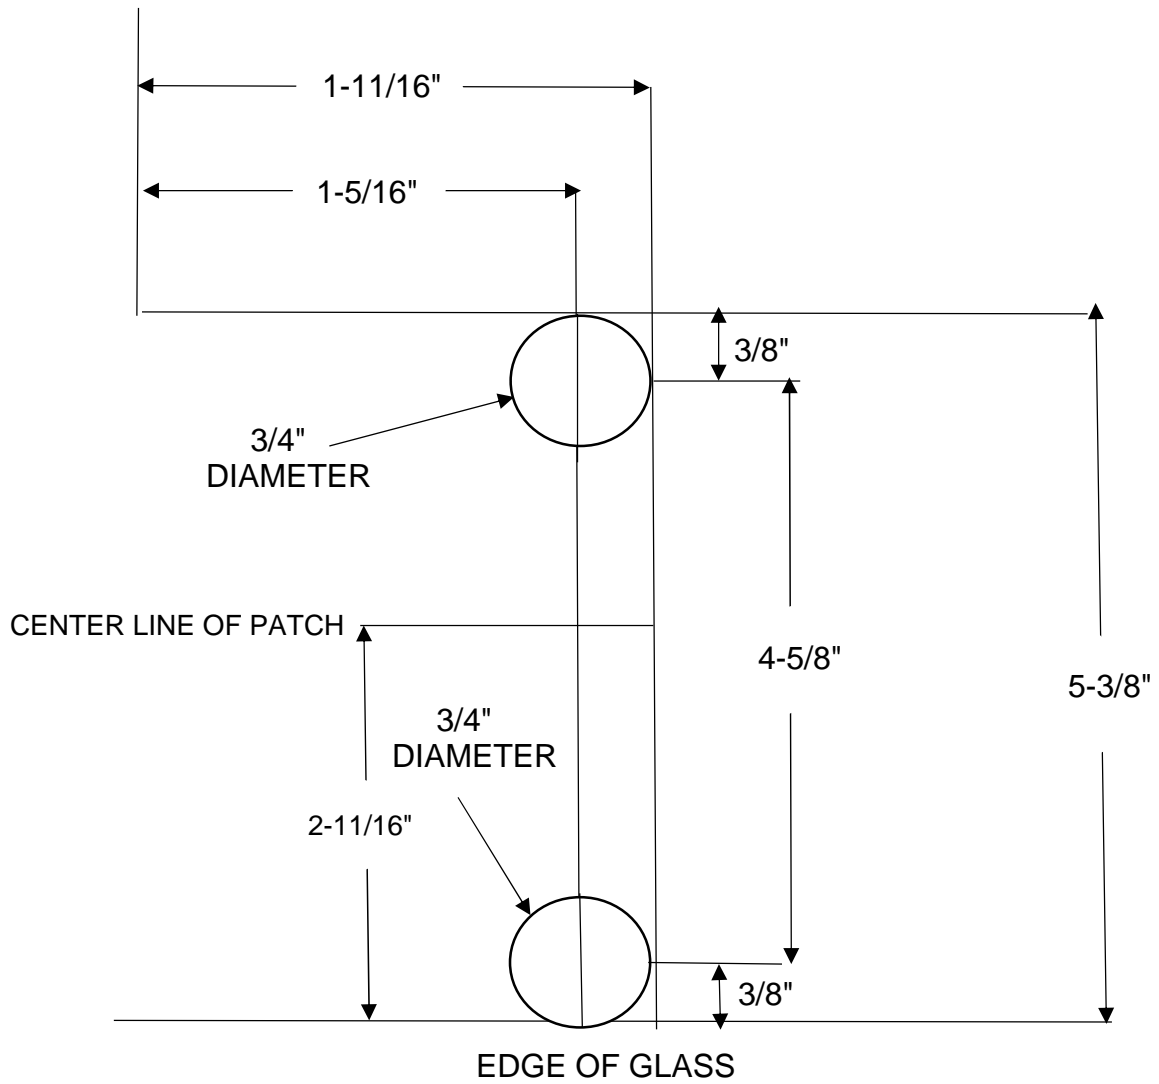 1-11/16"
1-5/16"
3/8"
3/4"
DIAMETER
CENTER LINE OF PATCH
4-5/8"
5-3/8"
3/4"
DIAMETER
2-11/16"
3/8"
EDGE OF GLASS